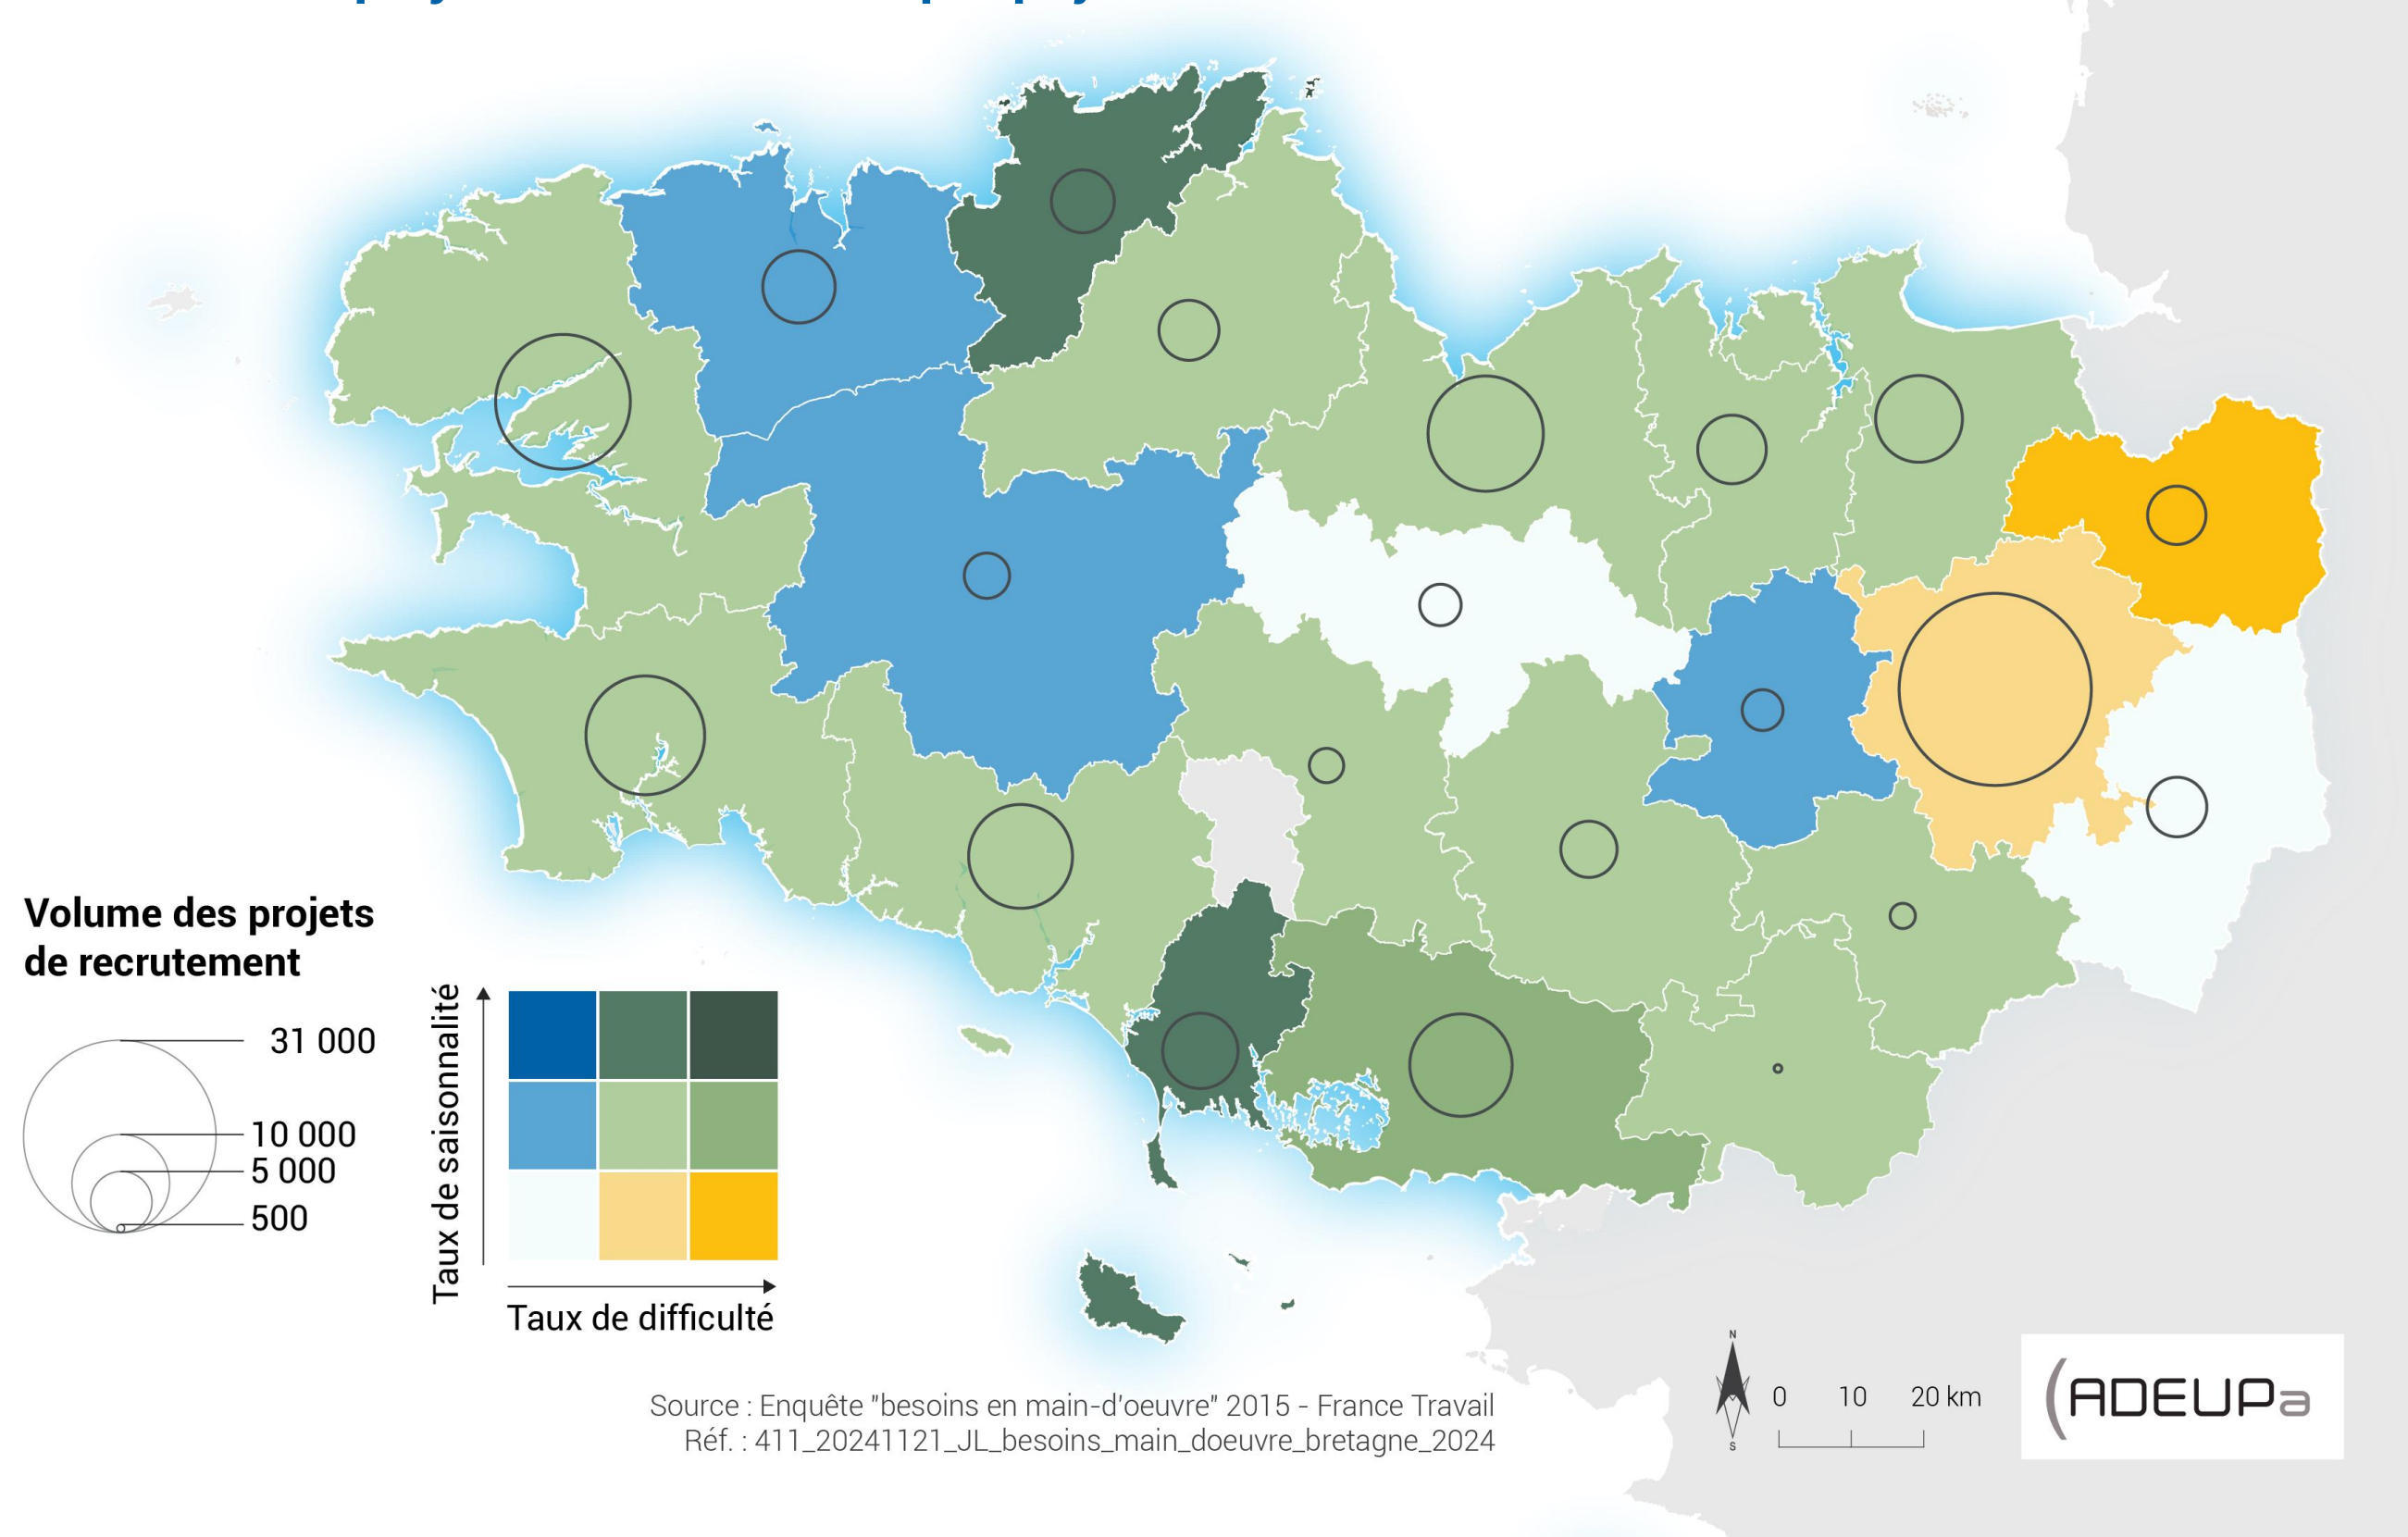 Volume des projets
de recrutement
31 000
10 000
5 000
500
Taux de saisonnalité
Taux de difficulté
Source : Enquête "besoins en main-d'oeuvre" 2015 - France Travail
Réf. : 411_20241121_JL_besoins_main_doeuvre_bretagne_2024
N
S
0 10 20 km
ADEUPa